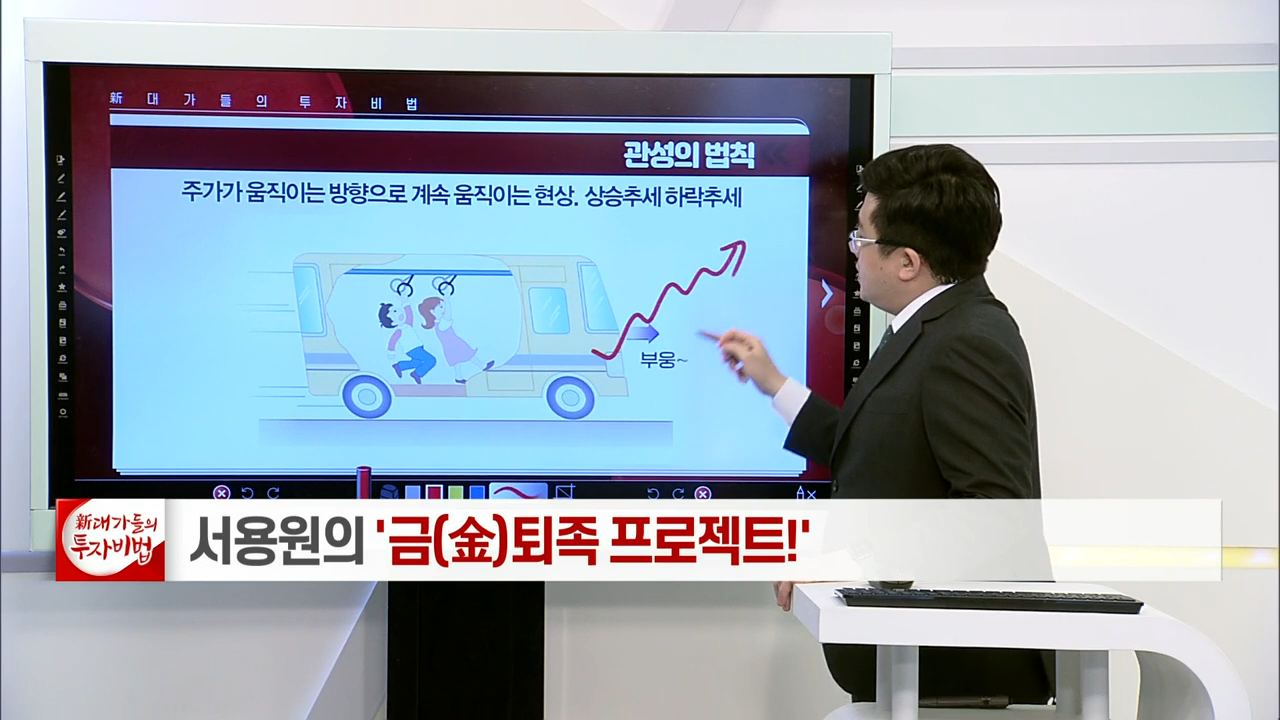 新 대 가 들 의 투 자 비 법
관성의 법칙
주가가 움직이는 방향으로 계속 움직이는 현상. 상승추세 하락추세
부웅~
新대가들의
투자비법
서용원의 '금(金)퇴족 프로젝트!'